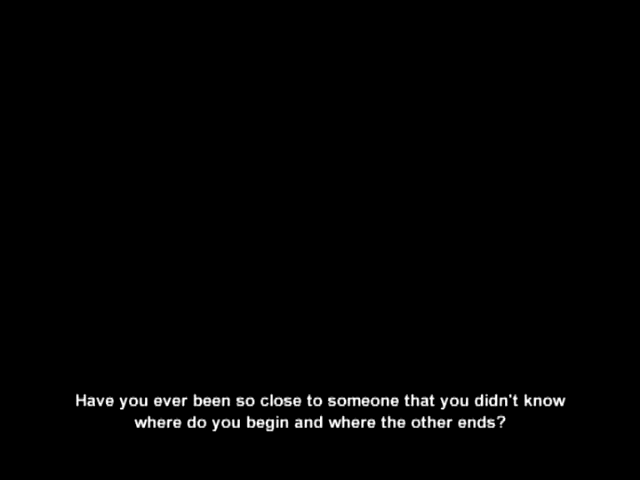 Have you ever been so close to someone that you didn't know
where do you begin and where the other ends?